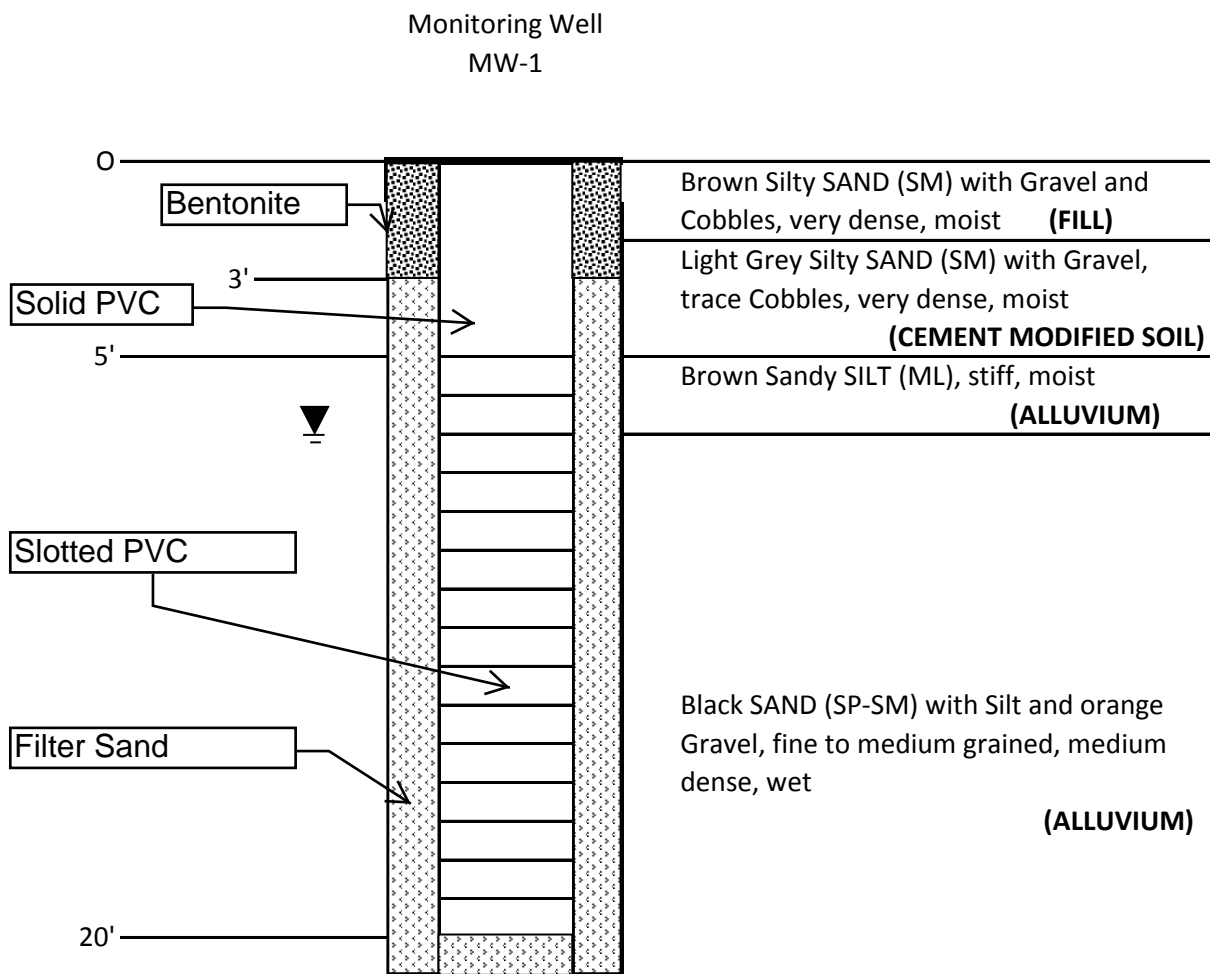 Monitoring Well
MW-1
O
Brown Silty SAND (SM) with Gravel and
Cobbles, very dense, moist (FILL)
Bentonite
Light Grey Silty SAND (SM) with Gravel,
trace Cobbles, very dense, moist
(CEMENT MODIFIED SOIL)
3'
Solid PVC
5'
Brown Sandy SILT (ML), stiff, moist
(ALLUVIUM)
Slotted PVC
Black SAND (SP-SM) with Silt and orange
Gravel, fine to medium grained, medium
dense, wet
(ALLUVIUM)
Filter Sand
20'